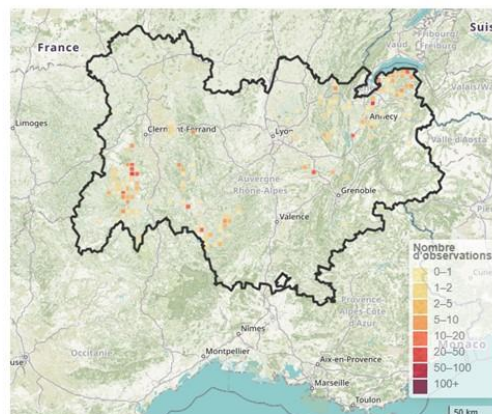 France
Fribourg/
Freiburg
Suis
Vaud
Valais/Wa
Limoges
Clermont-Ferrand
Lyon
Annecy
Valle d'Aosta
Auvergne-
Rhône-Alpes
Grenoble
Valence
Nombre
d'observations
0–1
1–2
2–5
5–10
10–20
20–50
50–100
100+
Provence-
Alpes-Côte
d'Azur
Monaco
Nîmes
Occitanie
Montpellier
Aix-en-Provence
Marseille
Toulon
50 km